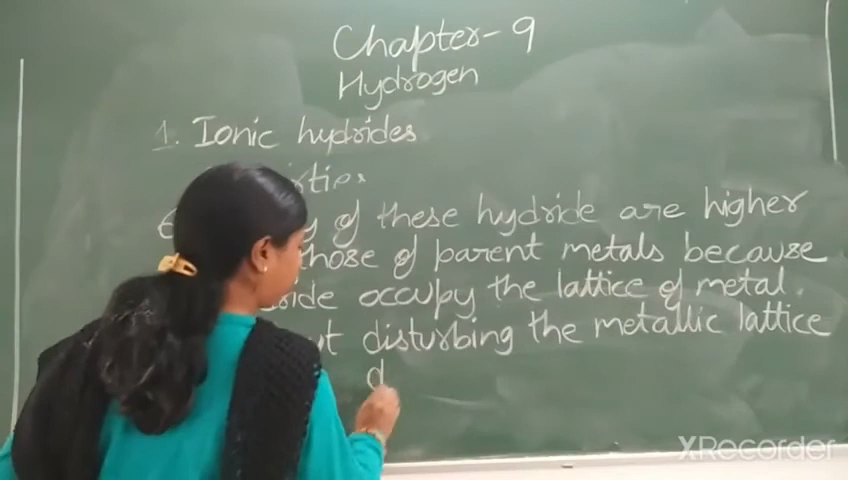 Chapter-9
Hydrogen
1. Ionic hydrides
of these hydride are higher
those of parent metals because
occupy the lattice of metal.
disturbing the metallic lattice
d
XRecorder